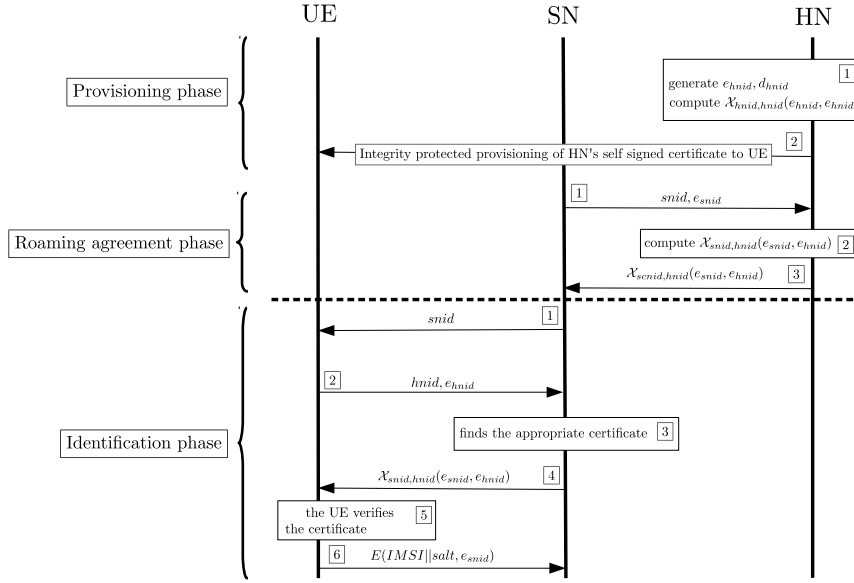 UE
SN
HN
Provisioning phase
1
generate e_hnid, d_hnid
compute 𝒳_hnid,hnid(e_hnid, e_hnid
2
Integrity protected provisioning of HN's self signed certificate to UE
Roaming agreement phase
1
snid, e_snid
compute 𝒳_snid,hnid(e_snid, e_hnid)
2
𝒳_scnid,hnid(e_snid, e_hnid)
3
Identification phase
snid
1
2
hnid, e_hnid
finds the appropriate certificate
3
𝒳_snid,hnid(e_snid, e_hnid)
4
the UE verifies
the certificate
5
6
E(IMSI||salt, e_snid)